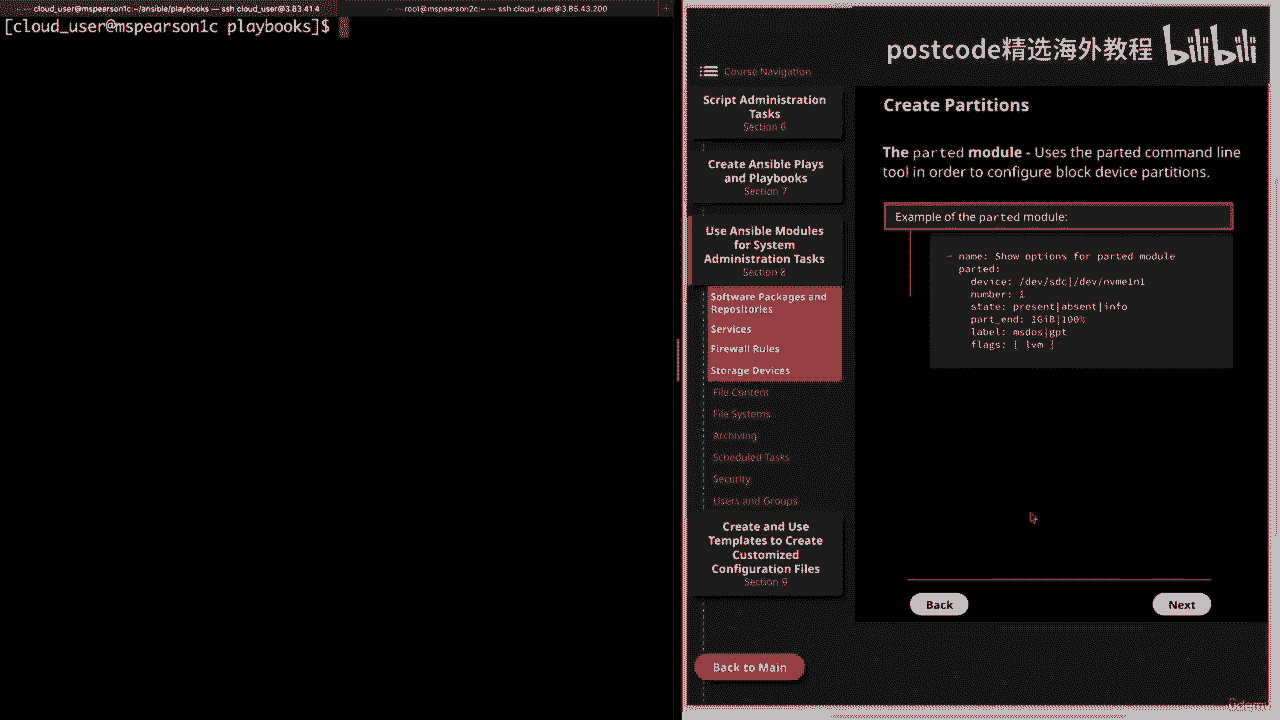 cloud_user@mspearson1c:~/ansible/playbooks — ssh cloud_user@3.83.41.4
root@mspearson2c:~ — ssh cloud_user@3.85.43.200
[cloud_user@mspearson1c playbooks]$
postcode精选海外教程 bilibili
Course Navigation
Script Administration
Tasks
Section 6
Create Ansible Plays
and Playbooks
Section 7
Use Ansible Modules
for System
Administration Tasks
Section 8
Software Packages and
Repositories
Services
Firewall Rules
Storage Devices
File Content
File Systems
Archiving
Scheduled Tasks
Security
Users and Groups
Create and Use
Templates to Create
Customized
Configuration Files
Section 9
Back to Main
Create Partitions
The parted module - Uses the parted command line
tool in order to configure block device partitions.
Example of the parted module:
- name: Show options for parted module
parted:
device: /dev/sdc|/dev/nvme1n1
number: 1
state: present|absent|info
part_end: 1GiB|100%
label: msdos|gpt
flags: [ lvm ]
Back
Next